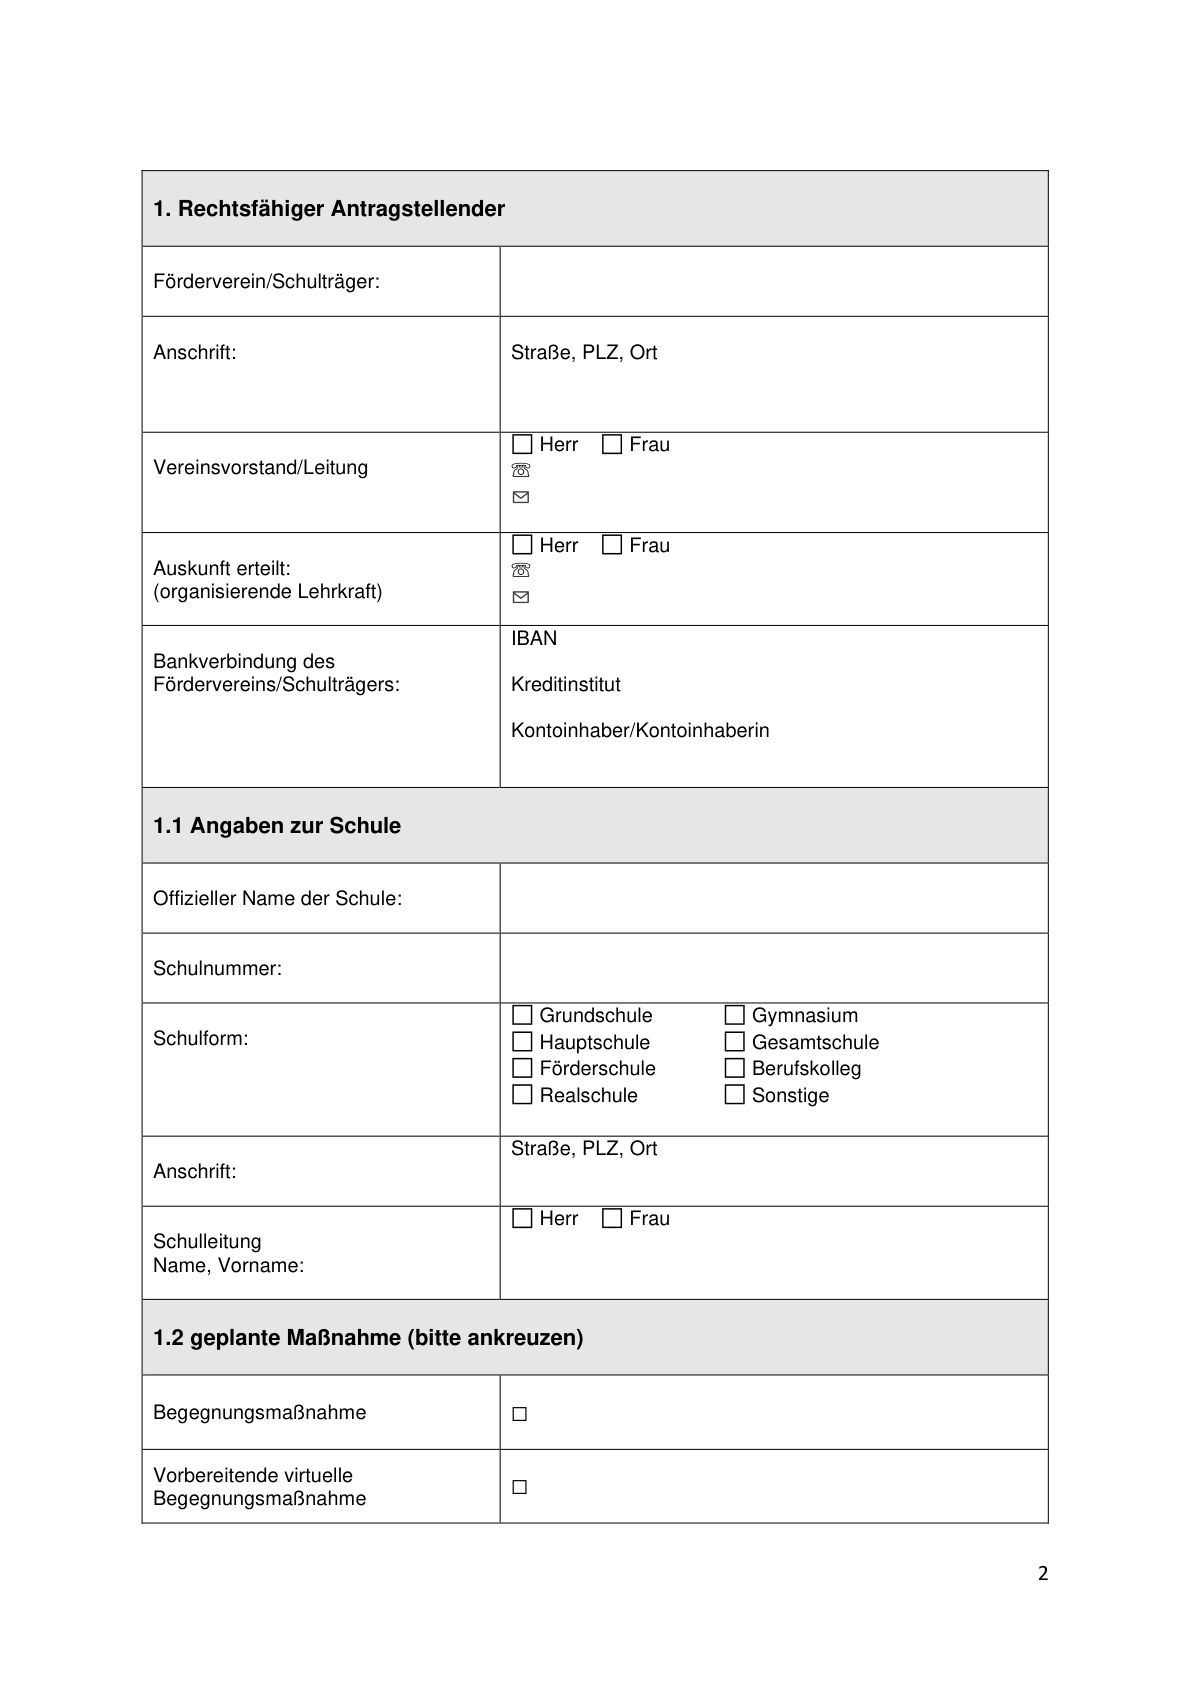 1. Rechtsfähiger Antragstellender
Förderverein/Schulträger:
Anschrift:
Straße, PLZ, Ort
Vereinsvorstand/Leitung
☐ Herr ☐ Frau
☏
✉
Auskunft erteilt:
(organisierende Lehrkraft)
☐ Herr ☐ Frau
☏
✉
Bankverbindung des
Fördervereins/Schulträgers:
IBAN
Kreditinstitut
Kontoinhaber/Kontoinhaberin
1.1 Angaben zur Schule
Offizieller Name der Schule:
Schulnummer:
Schulform:
☐ Grundschule ☐ Gymnasium
☐ Hauptschule ☐ Gesamtschule
☐ Förderschule ☐ Berufskolleg
☐ Realschule ☐ Sonstige
Anschrift:
Straße, PLZ, Ort
Schulleitung
Name, Vorname:
☐ Herr ☐ Frau
1.2 geplante Maßnahme (bitte ankreuzen)
Begegnungsmaßnahme
☐
Vorbereitende virtuelle
Begegnungsmaßnahme
☐
2